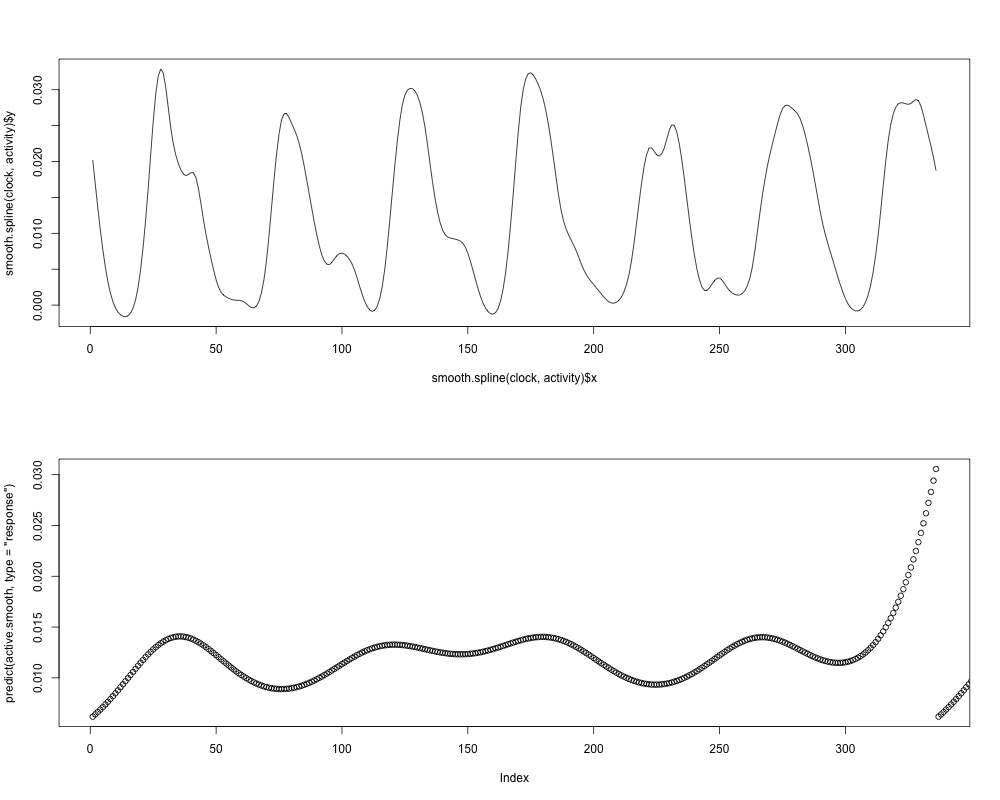 smooth.spline(clock, activity)$y
0.030
0.020
0.010
0.000
0 50 100 150 200 250 300
smooth.spline(clock, activity)$x
predict(active.smooth, type = "response")
0.030
0.025
0.020
0.015
0.010
0 50 100 150 200 250 300
Index